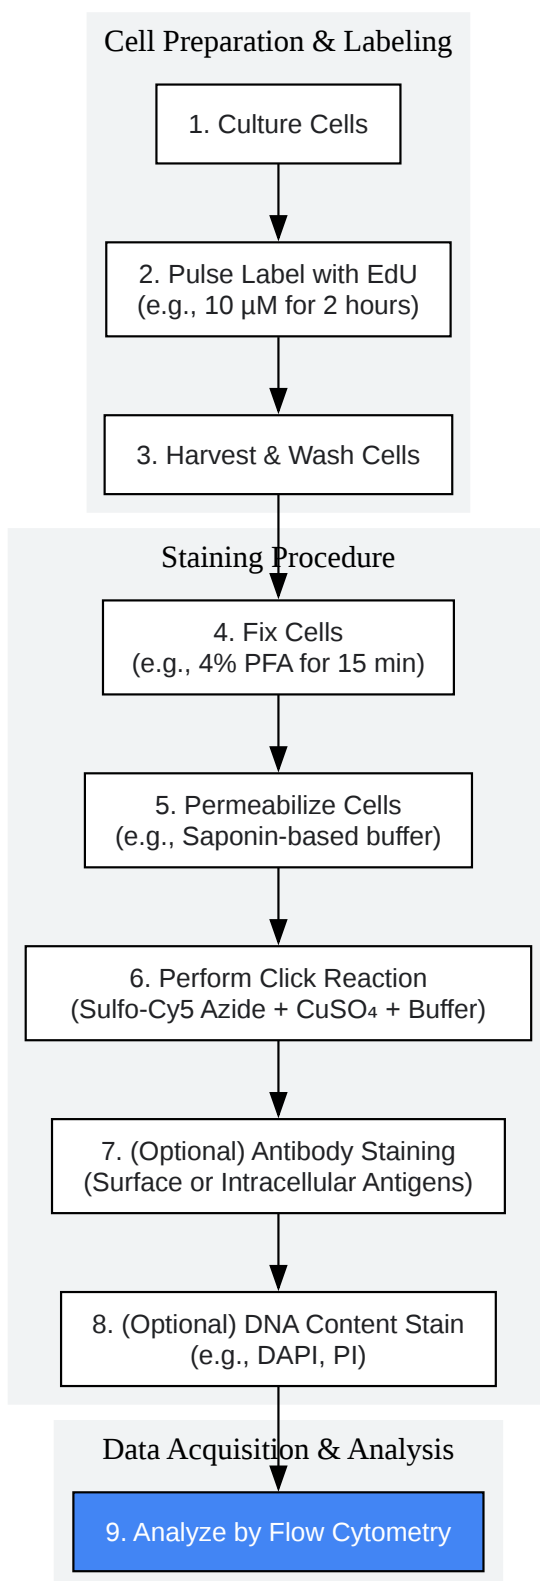 Cell Preparation & Labeling
1. Culture Cells
2. Pulse Label with EdU
(e.g., 10 µM for 2 hours)
3. Harvest & Wash Cells
Staining Procedure
4. Fix Cells
(e.g., 4% PFA for 15 min)
5. Permeabilize Cells
(e.g., Saponin-based buffer)
6. Perform Click Reaction
(Sulfo-Cy5 Azide + CuSO₄ + Buffer)
7. (Optional) Antibody Staining
(Surface or Intracellular Antigens)
8. (Optional) DNA Content Stain
(e.g., DAPI, PI)
Data Acquisition & Analysis
9. Analyze by Flow Cytometry